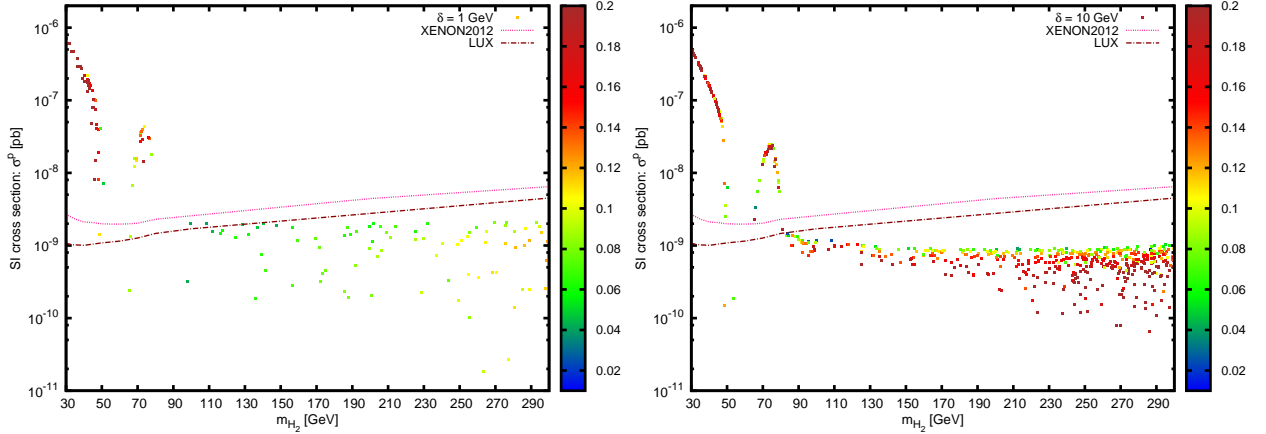 δ = 1 GeV
XENON2012
LUX
SI cross section: σᵖ [pb]
10⁻⁶
10⁻⁷
10⁻⁸
10⁻⁹
10⁻¹⁰
10⁻¹¹
30 50 70 90 110 130 150 170 190 210 230 250 270 290
m_H₂ [GeV]
0.2
0.18
0.16
0.14
0.12
0.1
0.08
0.06
0.04
0.02
δ = 10 GeV
XENON2012
LUX
SI cross section: σᵖ [pb]
10⁻⁶
10⁻⁷
10⁻⁸
10⁻⁹
10⁻¹⁰
10⁻¹¹
30 50 70 90 110 130 150 170 190 210 230 250 270 290
m_H₂ [GeV]
0.2
0.18
0.16
0.14
0.12
0.1
0.08
0.06
0.04
0.02